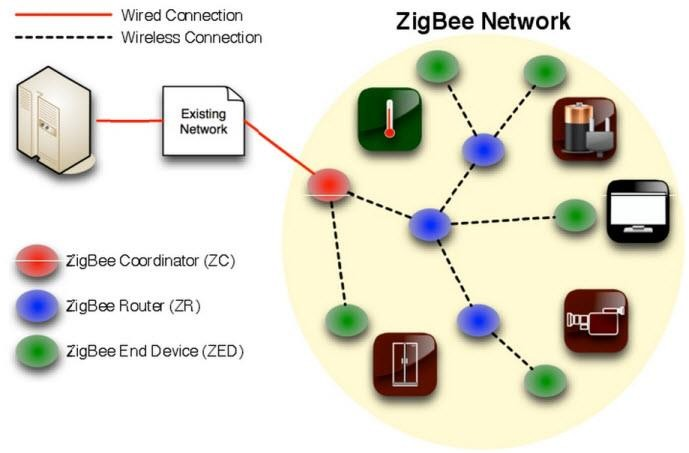 ZigBee Network
Wired Connection
Wireless Connection
Existing
Network
ZigBee Coordinator (ZC)
ZigBee Router (ZR)
ZigBee End Device (ZED)